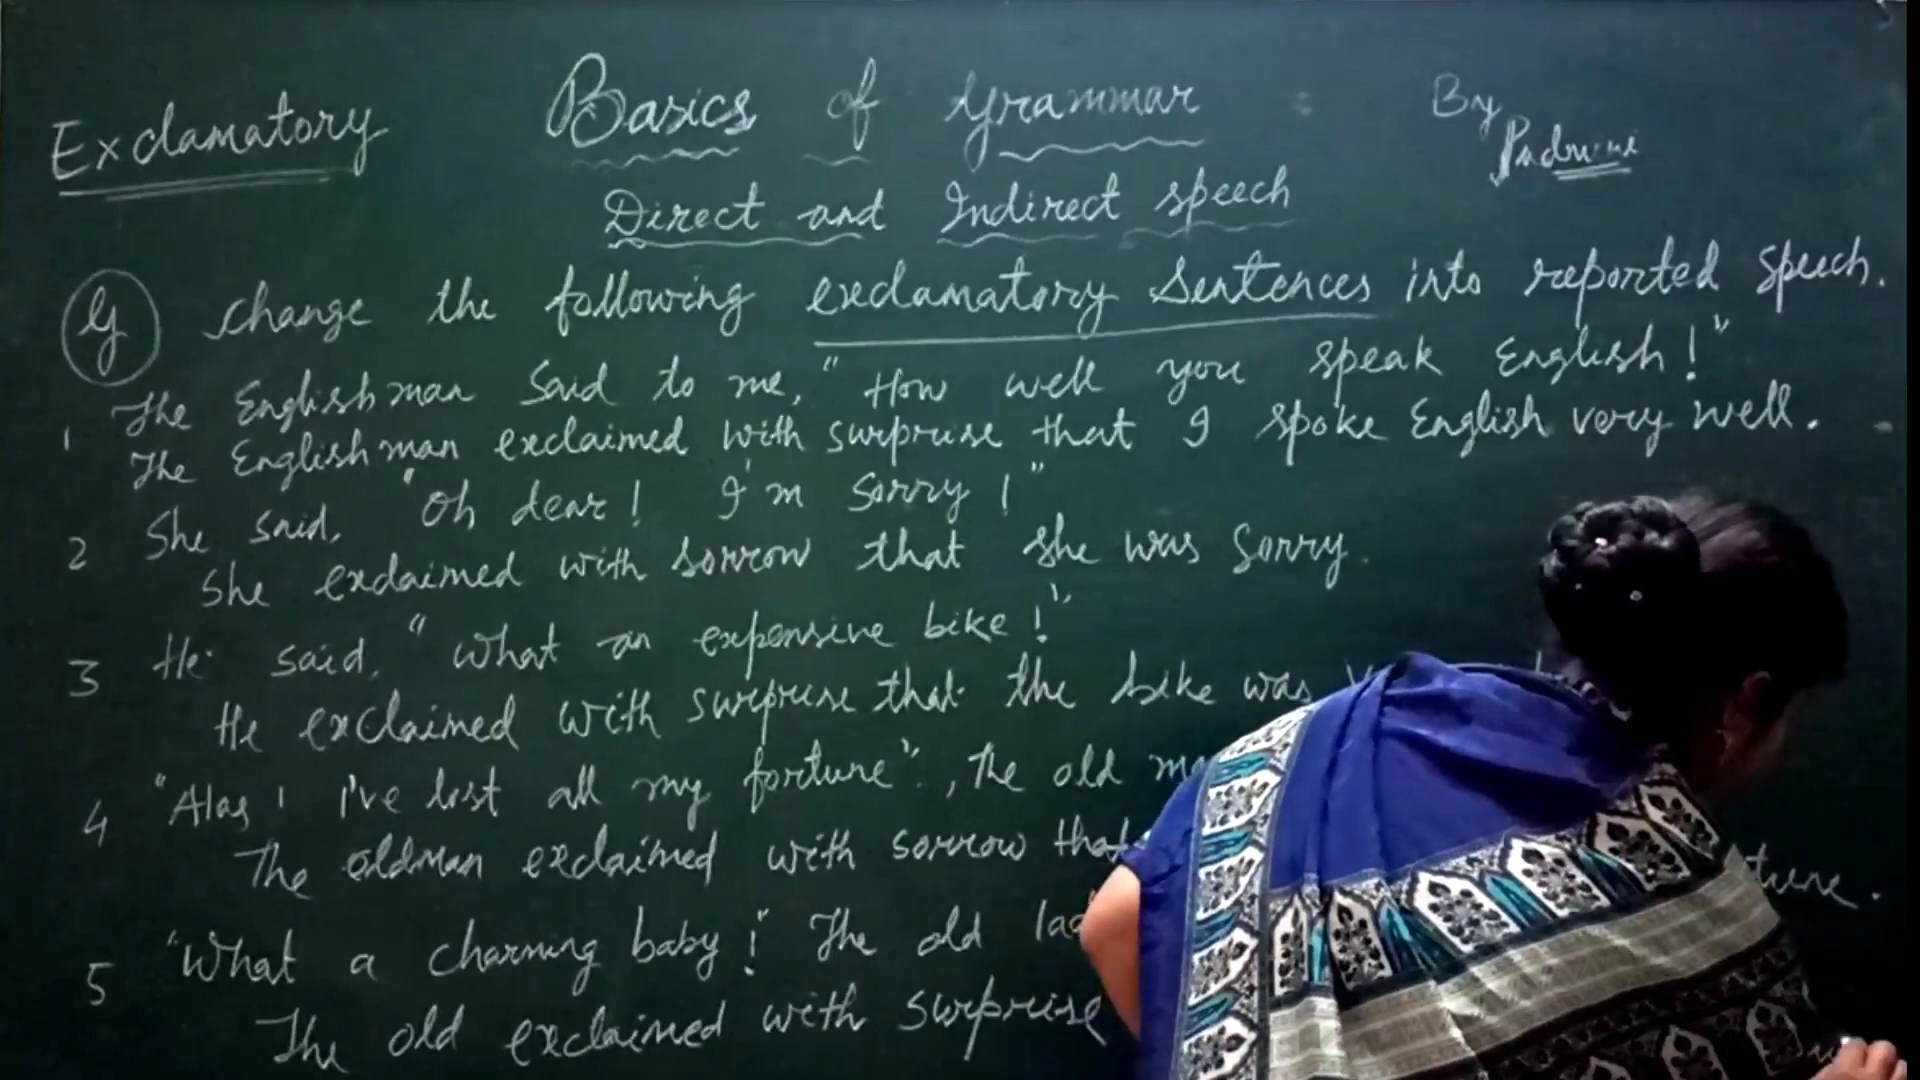 Exclamatory
Basics of Grammar
By
Direct and Indirect speech
G change the following exclamatory Sentences into reported speech.
1 The Englishman Said to me, "How well you speak English!"
The Englishman exclaimed with surprise that I spoke English very well.
2 She said, "Oh dear! I'm Sorry!"
She exclaimed with sorrow that she was Sorry.
3 He said, "What an expensive bike!"
He exclaimed with surprise that the bike was
4 "Alas! I've lost all my fortune", The old
The oldman exclaimed with sorrow that
5 "What a charming baby!" The old
The old exclaimed with surprise